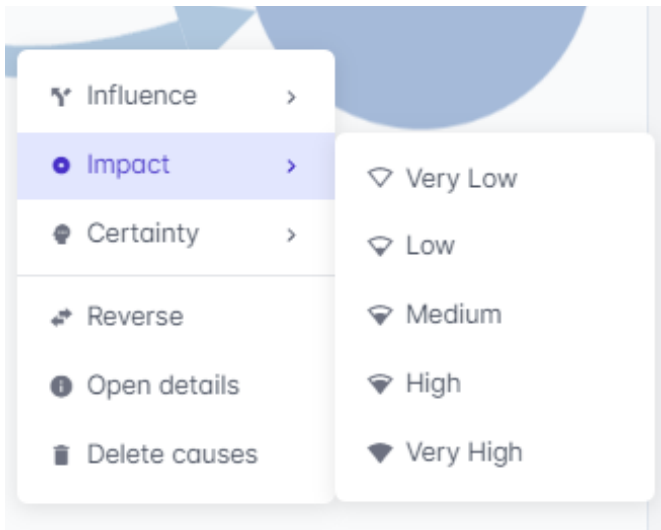 Influence
Impact
Certainty
Reverse
Open details
Delete causes
Very Low
Low
Medium
High
Very High